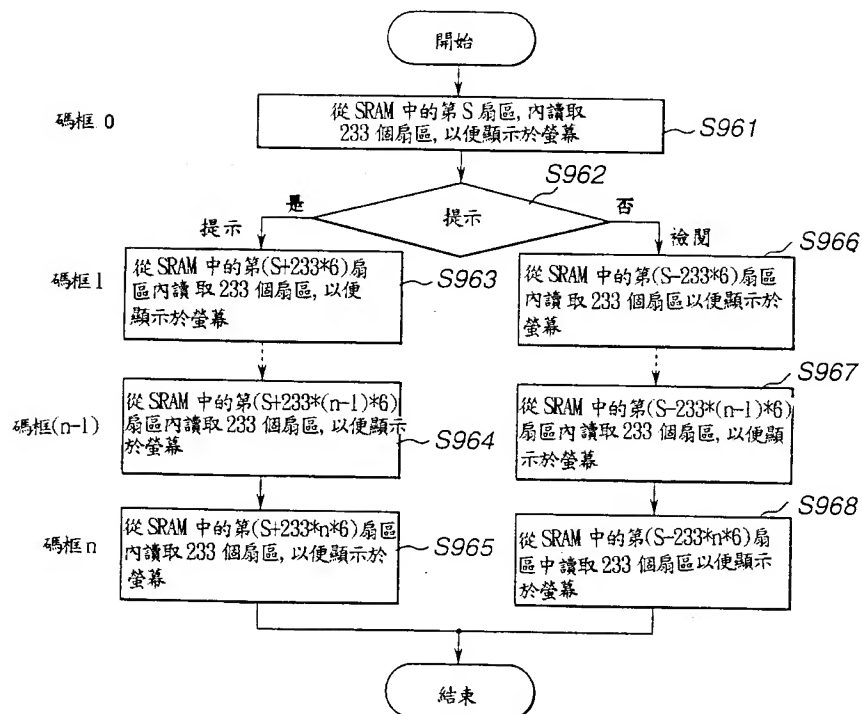 開始
碼框 0
從 SRAM 中的第 S 扇區, 內讀取
233 個扇區, 以便顯示於螢幕
S961
S962
提示
是
否
提示
檢閱
碼框 1
從 SRAM 中的第(S+233*6)扇
區內讀取 233 個扇區, 以便
顯示於螢幕
S963
從 SRAM 中的第(S-233*6)扇區
內讀取 233 個扇區以便顯示於
螢幕
S966
碼框(n-1)
從 SRAM 中的第(S+233*(n-1)*6)
扇區內讀取 233 個扇區, 以便顯示
於螢幕
S964
從 SRAM 中的第(S-233*(n-1)*6)
扇區內讀取 233 個扇區, 以便顯示
於螢幕
S967
碼框 n
從 SRAM 中的第(S+233*n*6)扇區
內讀取 233 個扇區, 以便顯示於
螢幕
S965
從 SRAM 中的第(S-233*n*6)扇
區中讀取 233 個扇區以便顯示
於螢幕
S968
結束